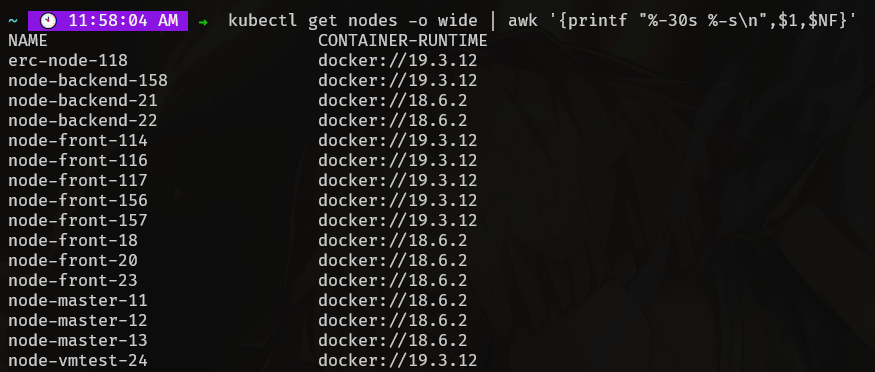 ~ 🕙 11:58:04 AM → kubectl get nodes -o wide | awk '{printf "%-30s %-s\n",$1,$NF}'
NAME                           CONTAINER-RUNTIME
erc-node-118                   docker://19.3.12
node-backend-158               docker://19.3.12
node-backend-21                docker://18.6.2
node-backend-22                docker://18.6.2
node-front-114                 docker://19.3.12
node-front-116                 docker://19.3.12
node-front-117                 docker://19.3.12
node-front-156                 docker://19.3.12
node-front-157                 docker://19.3.12
node-front-18                  docker://18.6.2
node-front-20                  docker://18.6.2
node-front-23                  docker://18.6.2
node-master-11                 docker://18.6.2
node-master-12                 docker://18.6.2
node-master-13                 docker://18.6.2
node-vmtest-24                 docker://19.3.12